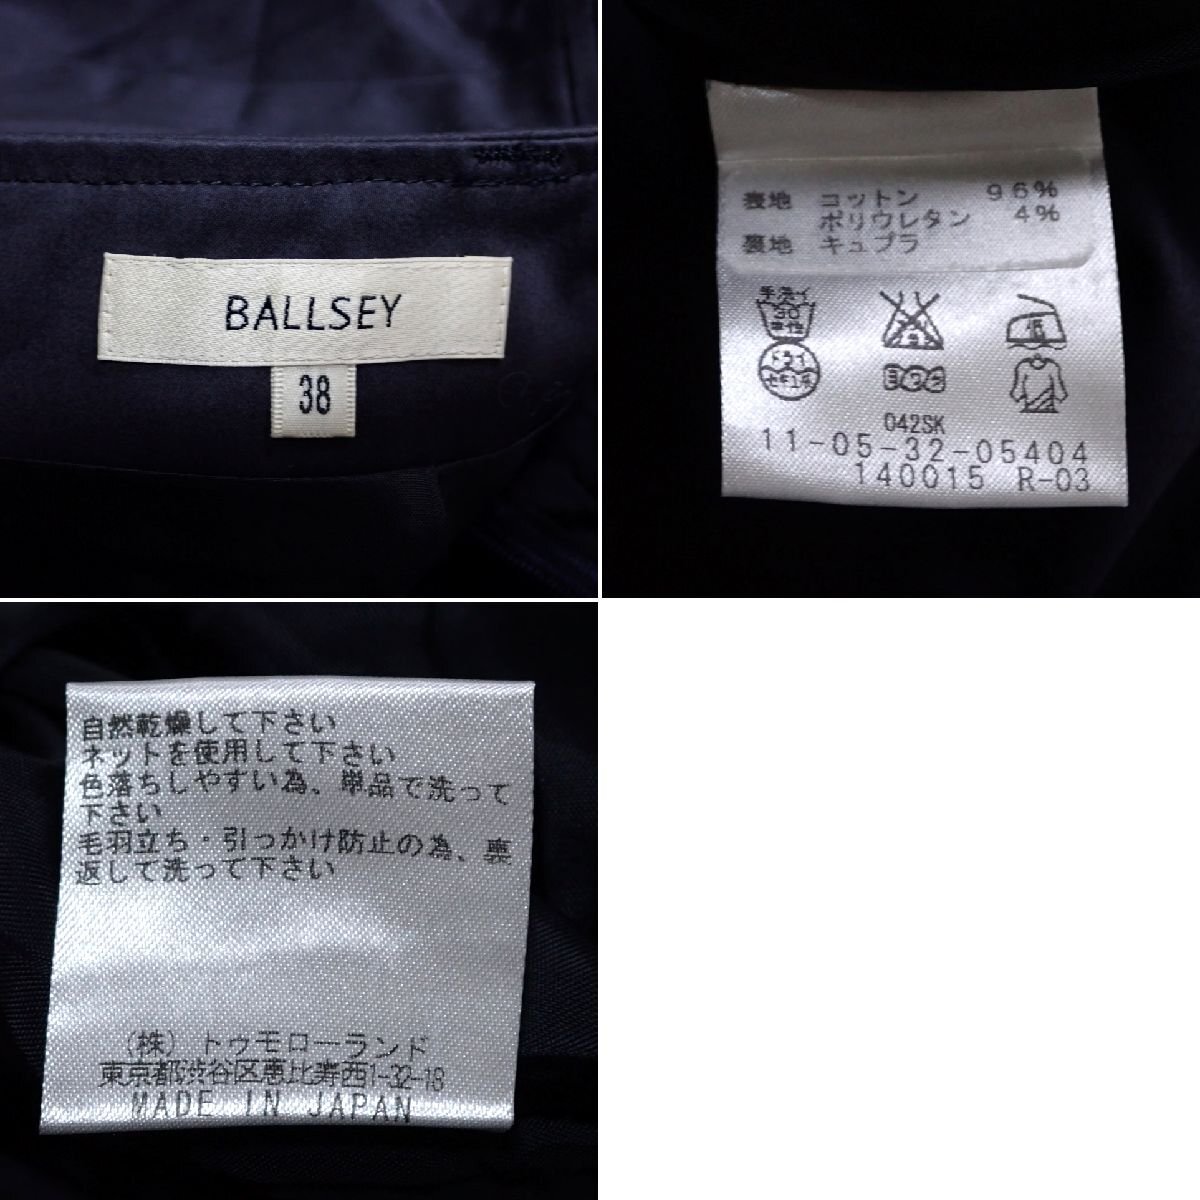 BALLSEY
38
表地 コットン 96%
ポリウレタン 4%
裏地 キュプラ
手洗イ
30
中性
ドライ
セキユ系
042SK
11-05-32-05404
140015 R-03
自然乾燥して下さい
ネットを使用して下さい
色落ちしやすい為、単品で洗って
下さい
毛羽立ち・引っかけ防止の為、裏
返して洗って下さい
(株) トゥモローランド
東京都渋谷区恵比寿西1-32-18
MADE IN JAPAN